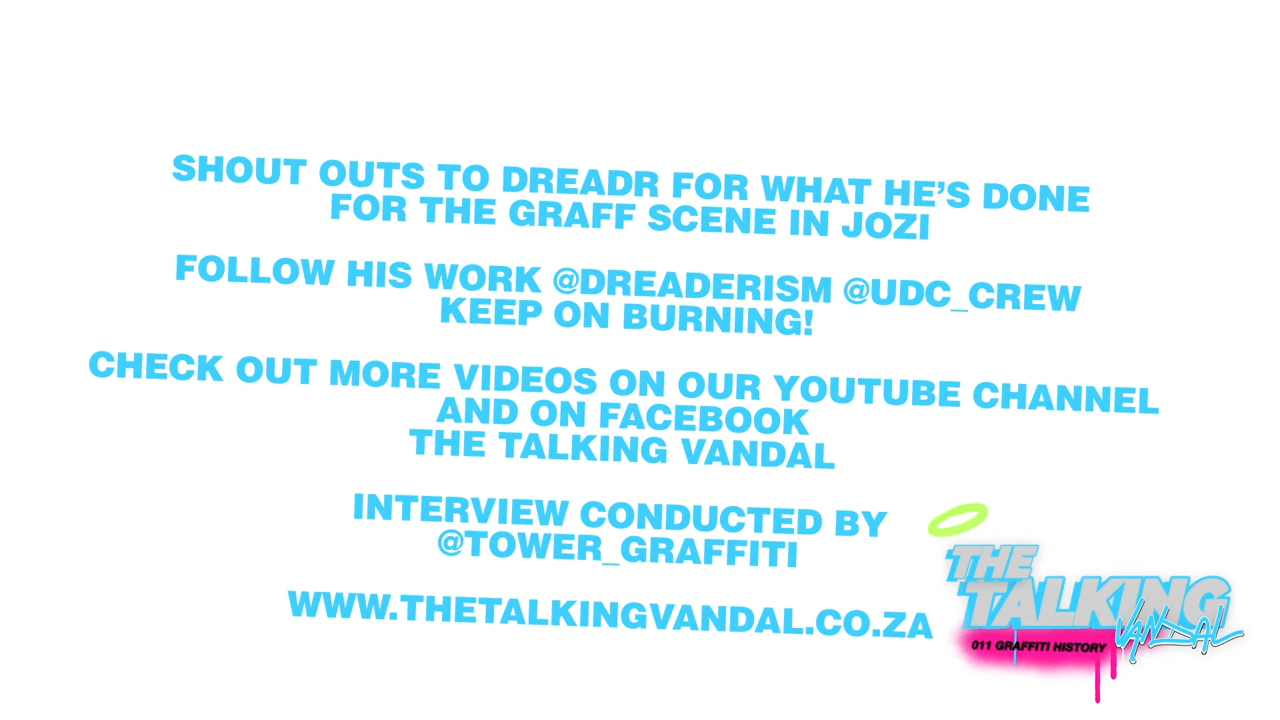 SHOUT OUTS TO DREADR FOR WHAT HE'S DONE
FOR THE GRAFF SCENE IN JOZI
FOLLOW HIS WORK @DREADERISM @UDC_CREW
KEEP ON BURNING!
CHECK OUT MORE VIDEOS ON OUR YOUTUBE CHANNEL
AND ON FACEBOOK
THE TALKING VANDAL
INTERVIEW CONDUCTED BY
@TOWER_GRAFFITI
WWW.THETALKINGVANDAL.CO.ZA
THE
TALKING
VANDAL
011 GRAFFITI HISTORY